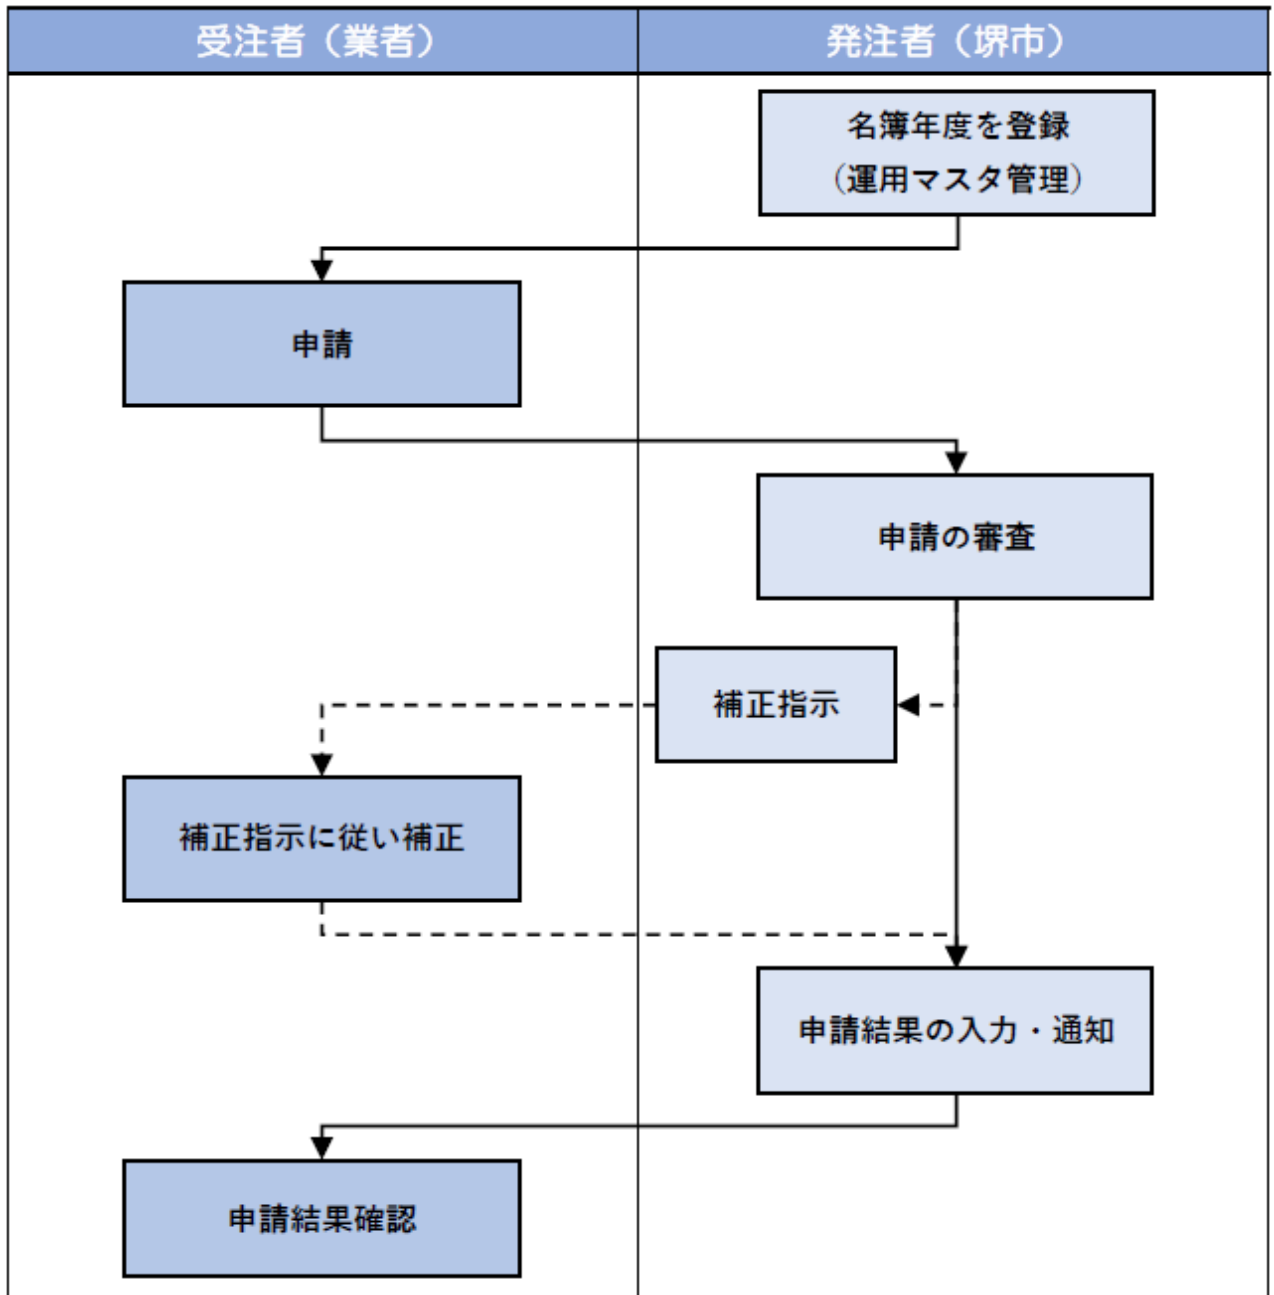 受注者（業者）
発注者（堺市）
名簿年度を登録
（運用マスタ管理）
申請
申請の審査
補正指示
補正指示に従い補正
申請結果の入力・通知
申請結果確認